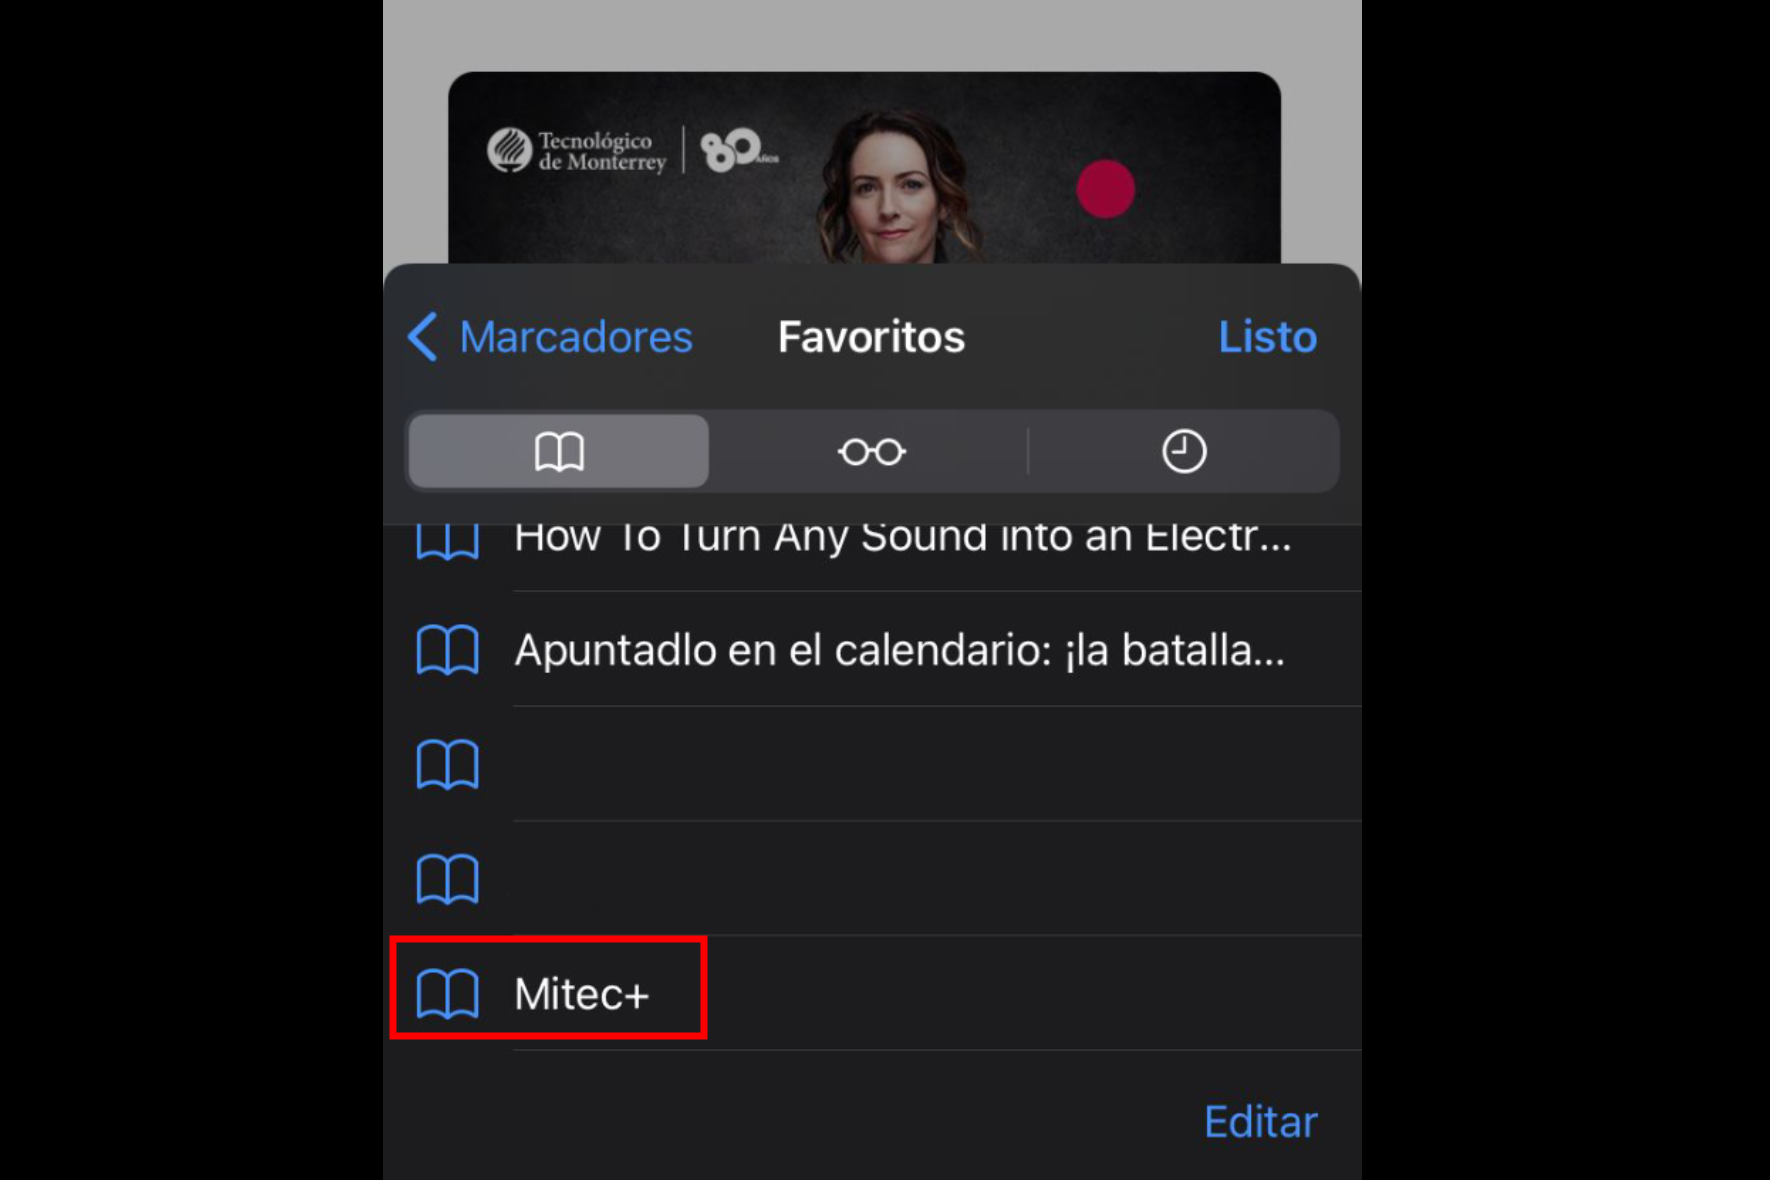 Tecnológico
de Monterrey
80 AÑOS
Marcadores
Favoritos
Listo
How To Turn Any Sound into an Electr...
Apuntadlo en el calendario: ¡la batalla...
Mitec+
Editar